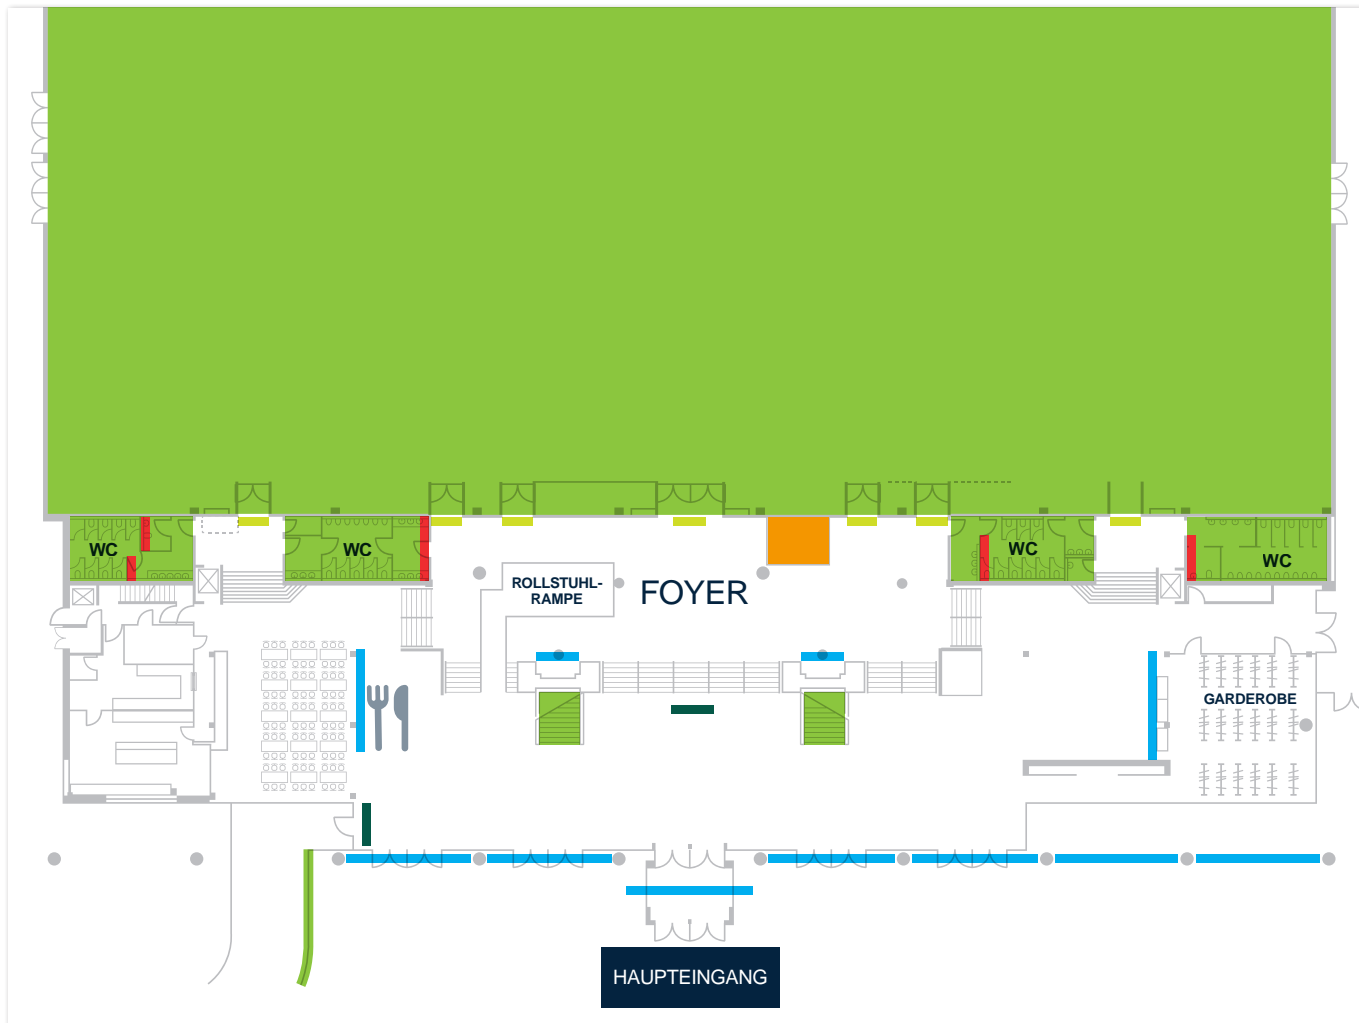 WC
WC
WC
WC
ROLLSTUHL-
RAMPE
FOYER
GARDEROBE
HAUPTEINGANG